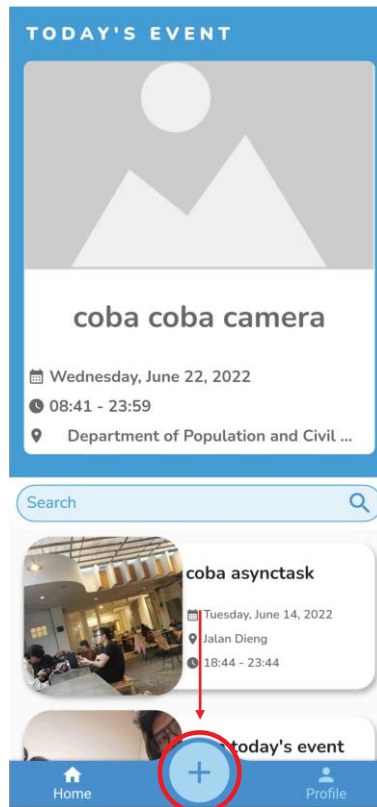 TODAY'S EVENT
coba coba camera
Wednesday, June 22, 2022
08:41 - 23:59
Department of Population and Civil ...
Search
coba asynctask
Tuesday, June 14, 2022
Jalan Dieng
18:44 - 23:44
today's event
+
Home
Profile